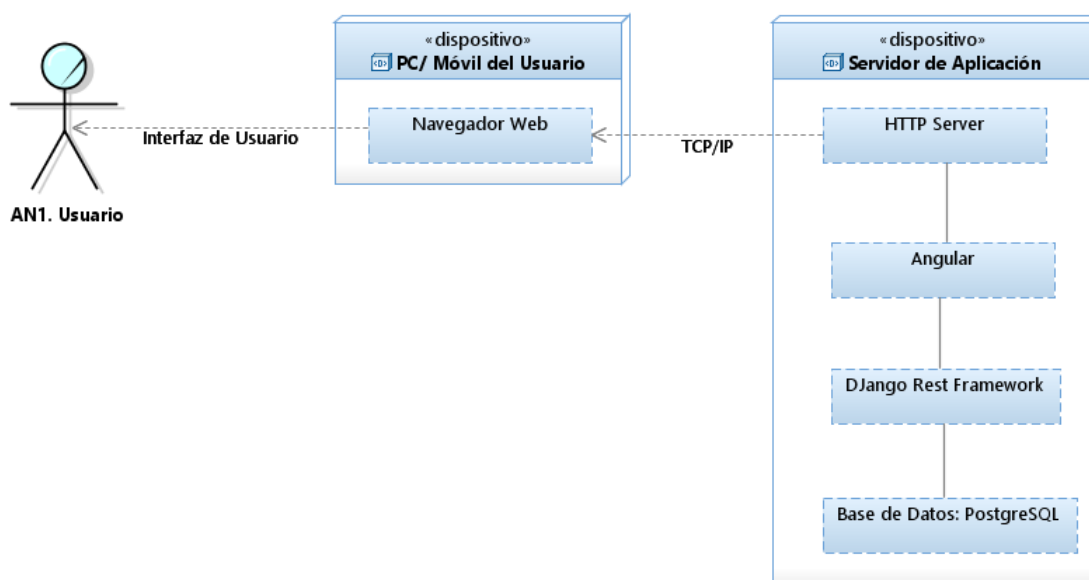 «dispositivo»
PC/ Móvil del Usuario
Navegador Web
Interfaz de Usuario
AN1. Usuario
TCP/IP
«dispositivo»
Servidor de Aplicación
HTTP Server
Angular
DJango Rest Framework
Base de Datos: PostgreSQL